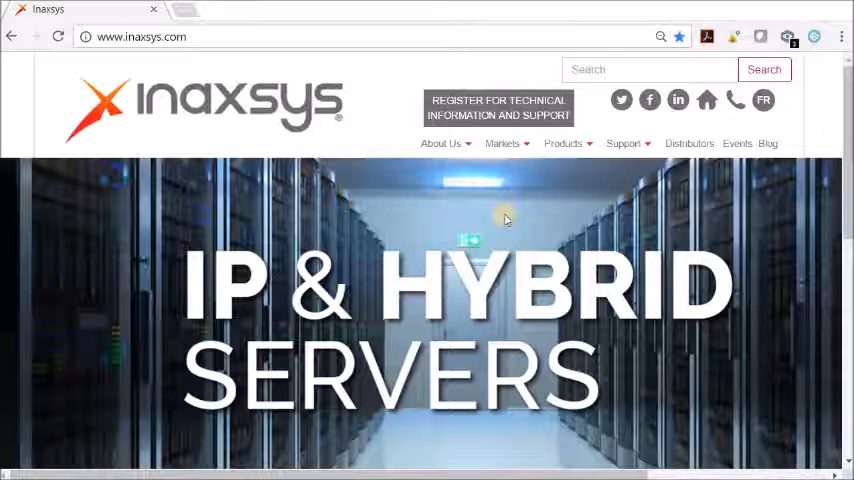 Inaxsys
www.inaxsys.com
3
inaxsys®
Search
Search
REGISTER FOR TECHNICAL
INFORMATION AND SUPPORT
FR
About Us Markets Products Support Distributors Events Blog
IP & HYBRID
SERVERS